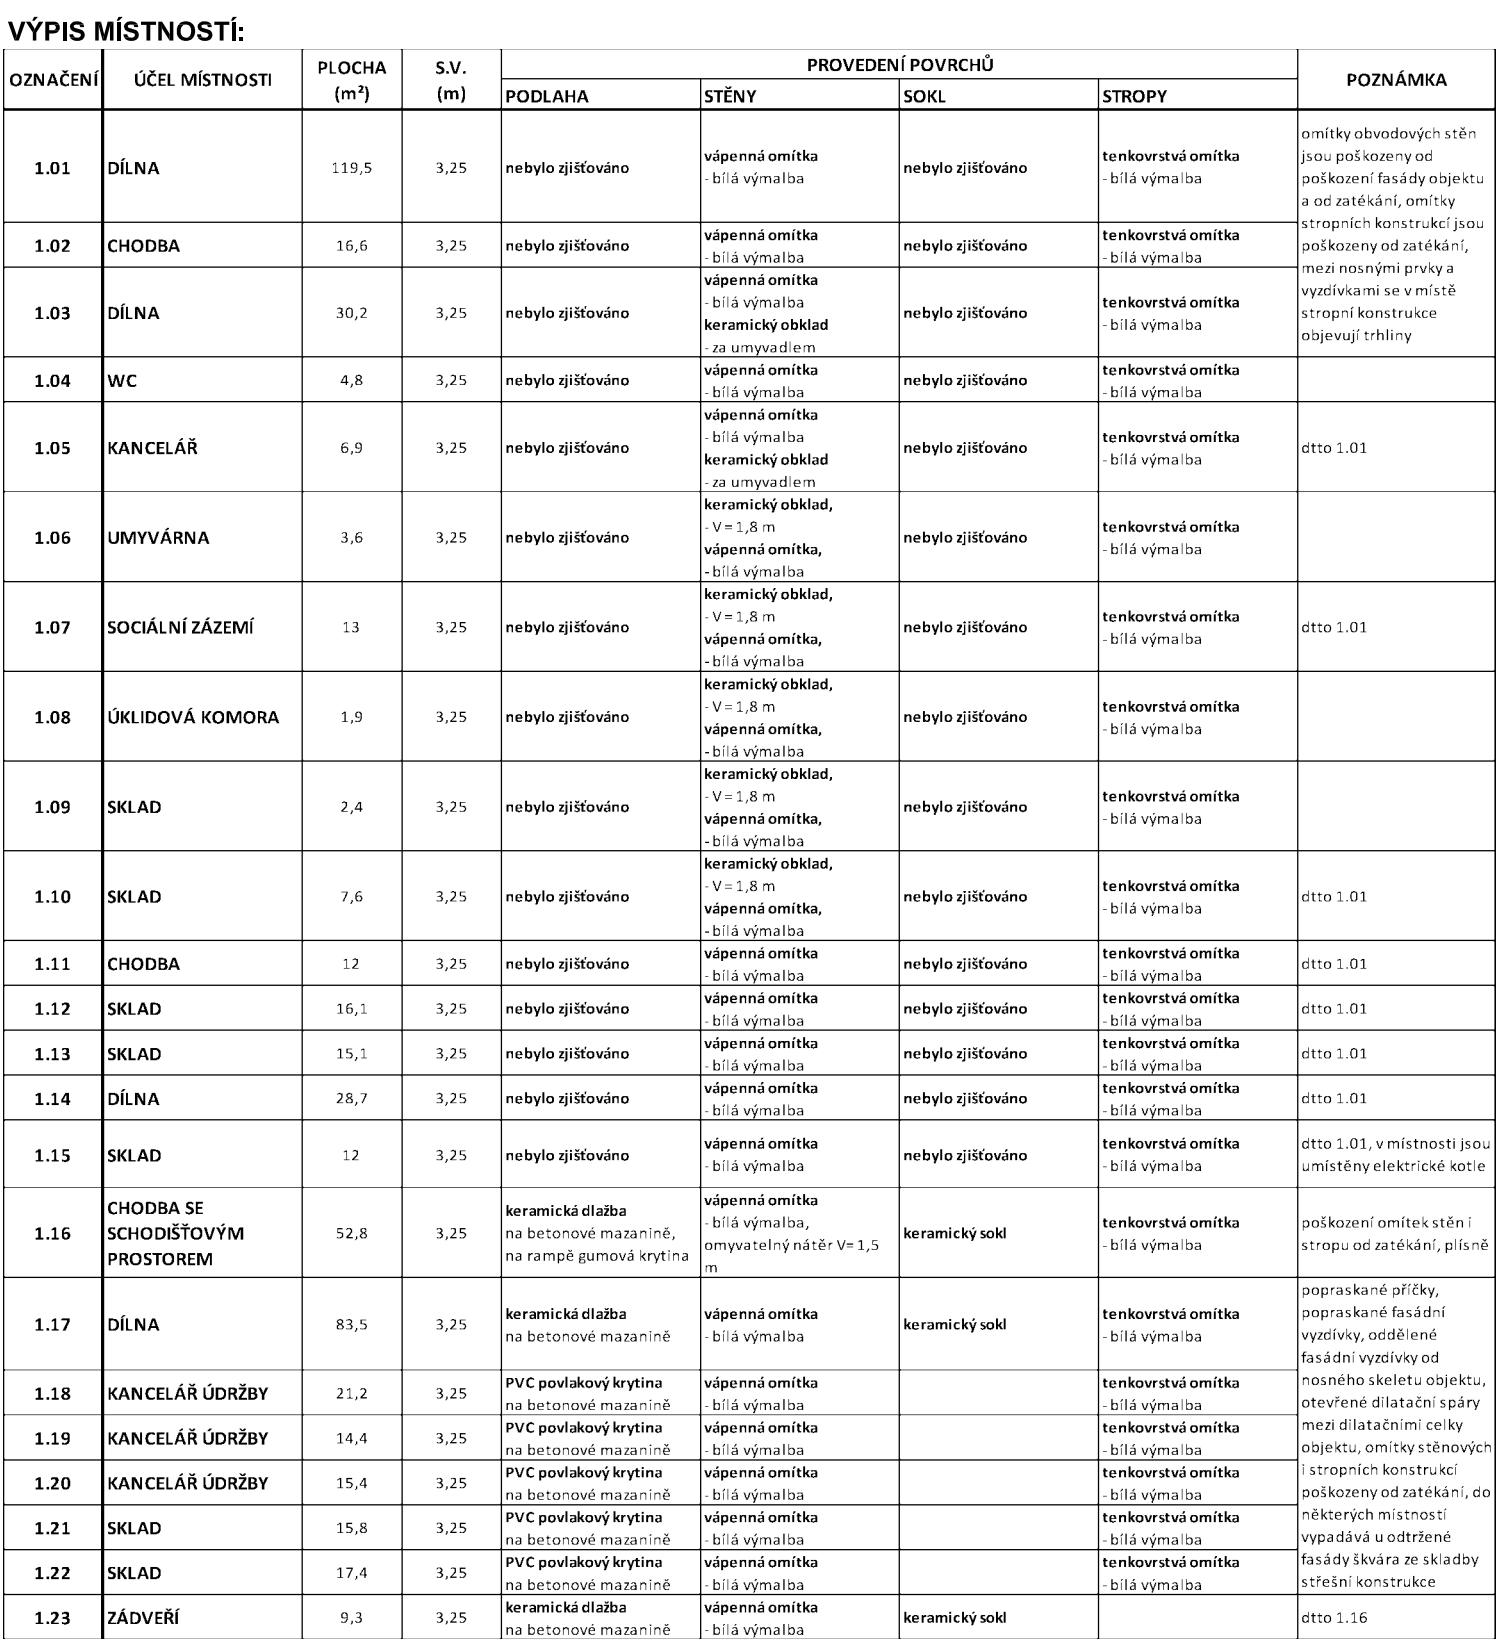 VÝPIS MÍSTNOSTÍ:
OZNAČENÍ ÚČEL MÍSTNOSTI PLOCHA (m²) S.V. (m) PROVEDENÍ POVRCHŮ POZNÁMKA
PODLAHA STĚNY SOKL STROPY
1.01 DÍLNA 119,5 3,25 nebylo zjišťováno vápenná omítka nebylo zjišťováno tenkovrstvá omítka
- bílá výmalba - bílá výmalba
omítky obvodových stěn
jsou poškozeny od
poškození fasády objektu
a od zatékání, omítky
stropních konstrukcí jsou
poškozeny od zatékání,
mezi nosnými prvky a
vyzdívkami se v místě
stropní konstrukce
objevují trhliny
1.02 CHODBA 16,6 3,25 nebylo zjišťováno vápenná omítka nebylo zjišťováno tenkovrstvá omítka
- bílá výmalba - bílá výmalba
1.03 DÍLNA 30,2 3,25 nebylo zjišťováno vápenná omítka nebylo zjišťováno tenkovrstvá omítka
- bílá výmalba - bílá výmalba
keramický obklad
- za umyvadlem
1.04 WC 4,8 3,25 nebylo zjišťováno vápenná omítka nebylo zjišťováno tenkovrstvá omítka
- bílá výmalba - bílá výmalba
1.05 KANCELÁŘ 6,9 3,25 nebylo zjišťováno vápenná omítka nebylo zjišťováno tenkovrstvá omítka dtto 1.01
- bílá výmalba - bílá výmalba
keramický obklad
- za umyvadlem
1.06 UMYVÁRNA 3,6 3,25 nebylo zjišťováno keramický obklad, nebylo zjišťováno tenkovrstvá omítka
- V = 1,8 m - bílá výmalba
vápenná omítka,
- bílá výmalba
1.07 SOCIÁLNÍ ZÁZEMÍ 13 3,25 nebylo zjišťováno keramický obklad, nebylo zjišťováno tenkovrstvá omítka dtto 1.01
- V = 1,8 m - bílá výmalba
vápenná omítka,
- bílá výmalba
1.08 ÚKLIDOVÁ KOMORA 1,9 3,25 nebylo zjišťováno keramický obklad, nebylo zjišťováno tenkovrstvá omítka
- V = 1,8 m - bílá výmalba
vápenná omítka,
- bílá výmalba
1.09 SKLAD 2,4 3,25 nebylo zjišťováno keramický obklad, nebylo zjišťováno tenkovrstvá omítka
- V = 1,8 m - bílá výmalba
vápenná omítka,
- bílá výmalba
1.10 SKLAD 7,6 3,25 nebylo zjišťováno keramický obklad, nebylo zjišťováno tenkovrstvá omítka dtto 1.01
- V = 1,8 m - bílá výmalba
vápenná omítka,
- bílá výmalba
1.11 CHODBA 12 3,25 nebylo zjišťováno vápenná omítka nebylo zjišťováno tenkovrstvá omítka dtto 1.01
- bílá výmalba - bílá výmalba
1.12 SKLAD 16,1 3,25 nebylo zjišťováno vápenná omítka nebylo zjišťováno tenkovrstvá omítka dtto 1.01
- bílá výmalba - bílá výmalba
1.13 SKLAD 15,1 3,25 nebylo zjišťováno vápenná omítka nebylo zjišťováno tenkovrstvá omítka dtto 1.01
- bílá výmalba - bílá výmalba
1.14 DÍLNA 28,7 3,25 nebylo zjišťováno vápenná omítka nebylo zjišťováno tenkovrstvá omítka dtto 1.01
- bílá výmalba - bílá výmalba
1.15 SKLAD 12 3,25 nebylo zjišťováno vápenná omítka nebylo zjišťováno tenkovrstvá omítka dtto 1.01, v místnosti jsou
- bílá výmalba - bílá výmalba umístěny elektrické kotle
1.16 CHODBA SE SCHODIŠŤOVÝM PROSTOREM 52,8 3,25 keramická dlažba vápenná omítka keramický sokl tenkovrstvá omítka poškození omítek stěn i
na betonové mazanině, - bílá výmalba, - bílá výmalba stropu od zatékání, plísně
na rampě gumová krytina omyvatelný nátěr V= 1,5
m
1.17 DÍLNA 83,5 3,25 keramická dlažba vápenná omítka keramický sokl tenkovrstvá omítka
na betonové mazanině - bílá výmalba - bílá výmalba
popraskané příčky,
popraskané fasádní
vyzdívky, oddělené
fasádní vyzdívky od
nosného skeletu objektu,
otevřené dilatační spáry
mezi dilatačními celky
objektu, omítky stěnových
i stropních konstrukcí
poškozeny od zatékání, do
některých místností
vypadává u odtržené
fasády škvára ze skladby
střešní konstrukce
1.18 KANCELÁŘ ÚDRŽBY 21,2 3,25 PVC povlakový krytina vápenná omítka tenkovrstvá omítka
na betonové mazanině - bílá výmalba - bílá výmalba
1.19 KANCELÁŘ ÚDRŽBY 14,4 3,25 PVC povlakový krytina vápenná omítka tenkovrstvá omítka
na betonové mazanině - bílá výmalba - bílá výmalba
1.20 KANCELÁŘ ÚDRŽBY 15,4 3,25 PVC povlakový krytina vápenná omítka tenkovrstvá omítka
na betonové mazanině - bílá výmalba - bílá výmalba
1.21 SKLAD 15,8 3,25 PVC povlakový krytina vápenná omítka tenkovrstvá omítka
na betonové mazanině - bílá výmalba - bílá výmalba
1.22 SKLAD 17,4 3,25 PVC povlakový krytina vápenná omítka tenkovrstvá omítka
na betonové mazanině - bílá výmalba - bílá výmalba
1.23 ZÁDVEŘÍ 9,3 3,25 keramická dlažba vápenná omítka keramický sokl dtto 1.16
na betonové mazanině - bílá výmalba